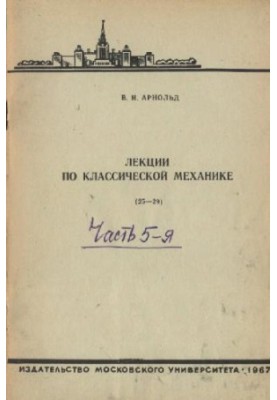 В. И. АРНОЛЬД
ЛЕКЦИИ
ПО КЛАССИЧЕСКОЙ МЕХАНИКЕ
(25—29)
Часть 5-я
ИЗДАТЕЛЬСТВО МОСКОВСКОГО УНИВЕРСИТЕТА · 1967